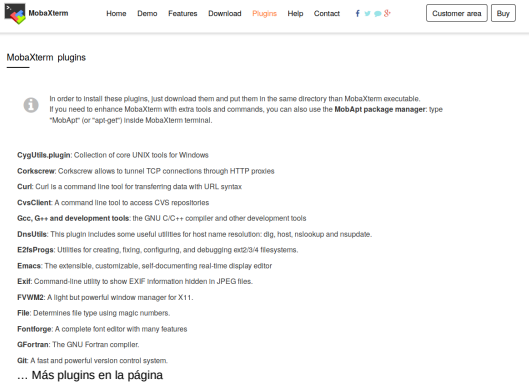 MobaXterm Home Demo Features Download Plugins Help Contact Customer area Buy
MobaXterm plugins
In order to install these plugins, just download them and put them in the same directory than MobaXterm executable.
If you need to enhance MobaXterm with extra tools and commands, you can also use the MobApt package manager: type
"MobApt" (or "apt-get") inside MobaXterm terminal.
CygUtils.plugin: Collection of core UNIX tools for Windows
Corkscrew: Corkscrew allows to tunnel TCP connections through HTTP proxies
Curl: Curl is a command line tool for transferring data with URL syntax
CvsClient: A command line tool to access CVS repositories
Gcc, G++ and development tools: the GNU C/C++ compiler and other development tools
DnsUtils: This plugin includes some useful utilities for host name resolution: dig, host, nslookup and nsupdate.
E2fsProgs: Utilities for creating, fixing, configuring, and debugging ext2/3/4 filesystems.
Emacs: The extensible, customizable, self-documenting real-time display editor
Exif: Command-line utility to show EXIF information hidden in JPEG files.
FVWM2: A light but powerful window manager for X11.
File: Determines file type using magic numbers.
Fontforge: A complete font editor with many features
GFortran: The GNU Fortran compiler.
Git: A fast and powerful version control system.
... Más plugins en la página